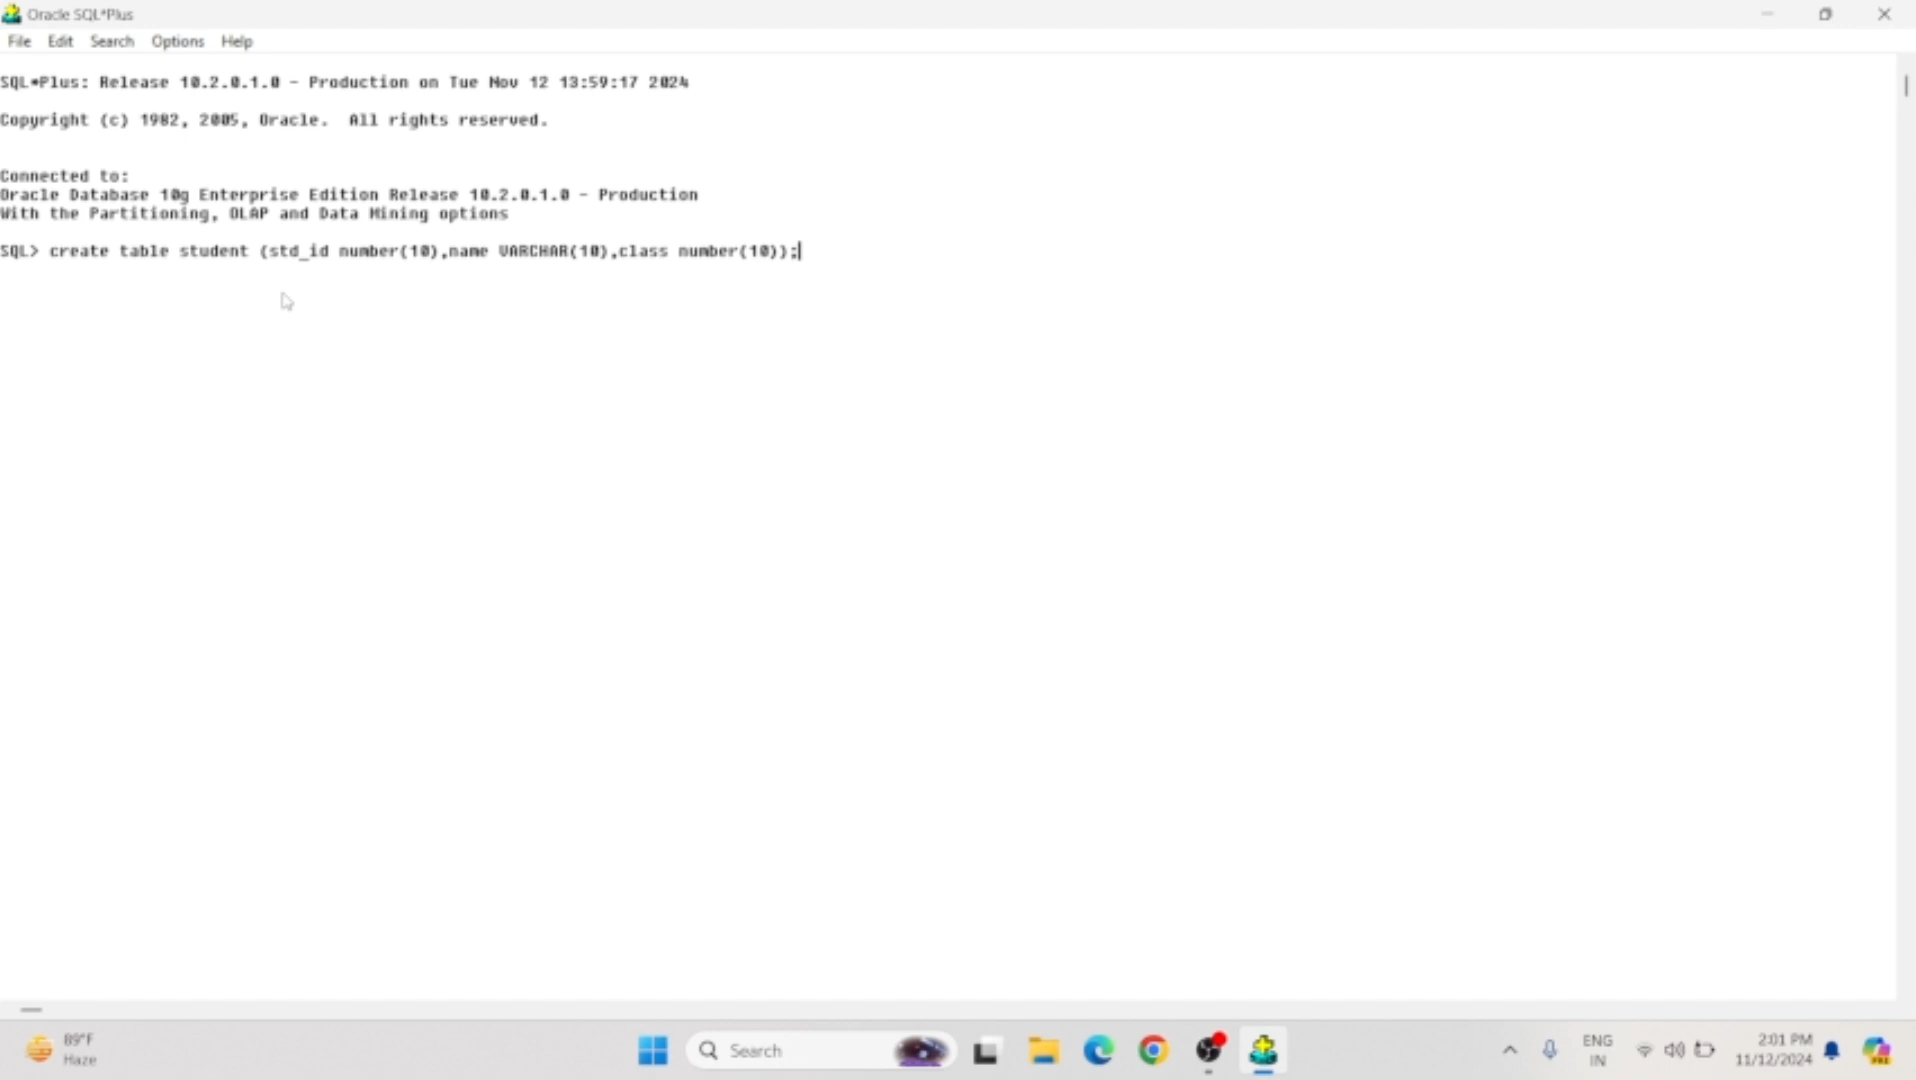 Oracle SQL*Plus
File Edit Search Options Help
SQL*Plus: Release 10.2.0.1.0 - Production on Tue Nov 12 13:59:17 2024
Copyright (c) 1982, 2005, Oracle.  All rights reserved.
Connected to:
Oracle Database 10g Enterprise Edition Release 10.2.0.1.0 - Production
With the Partitioning, OLAP and Data Mining options
SQL> create table student (std_id number(10),name VARCHAR(10),class number(10));
89°F
Haze
Search
ENG
IN
2:01 PM
11/12/2024
PRE